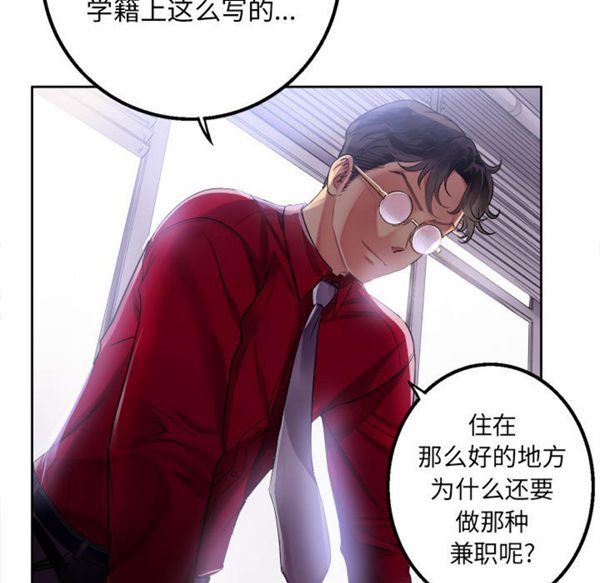 学籍上这么写的...
住在
那么好的地方
为什么还要
做那种
兼职呢?